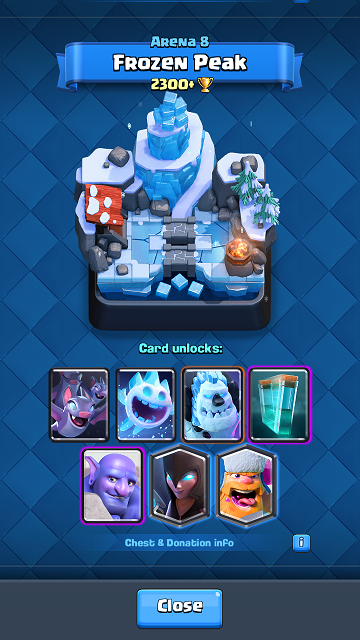 Arena 8
Frozen Peak
2300+
Card unlocks:
Chest & Donation info
i
Close